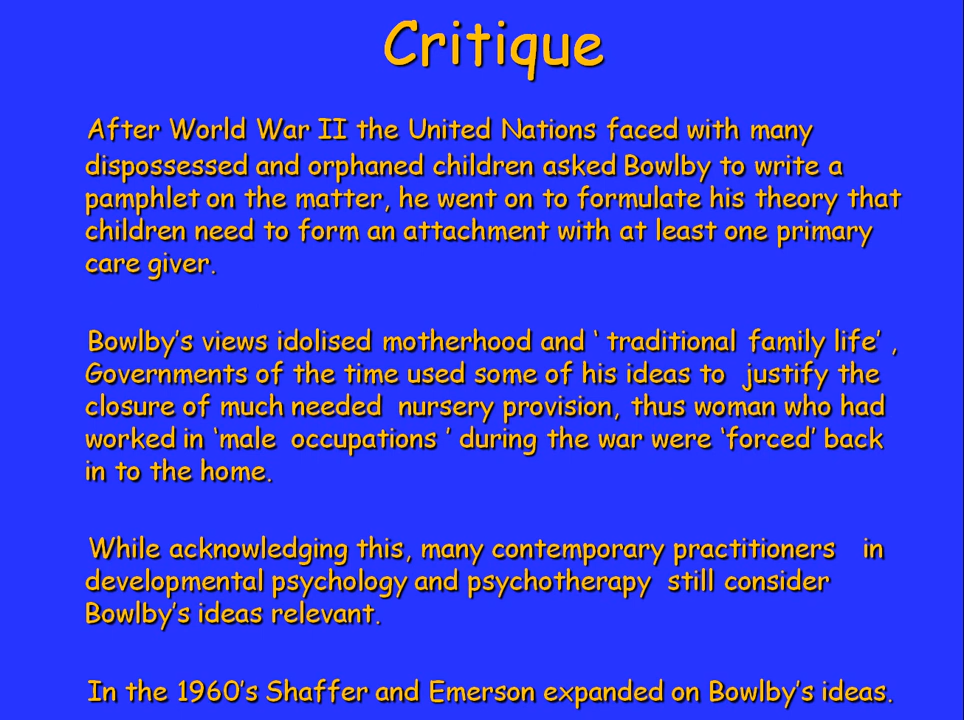 Critique
After World War II the United Nations faced with many
dispossessed and orphaned children asked Bowlby to write a
pamphlet on the matter, he went on to formulate his theory that
children need to form an attachment with at least one primary
care giver.
Bowlby's views idolised motherhood and ‘ traditional family life’ ,
Governments of the time used some of his ideas to justify the
closure of much needed nursery provision, thus woman who had
worked in ‘male occupations ’ during the war were ‘forced’ back
in to the home.
While acknowledging this, many contemporary practitioners in
developmental psychology and psychotherapy still consider
Bowlby's ideas relevant.
In the 1960's Shaffer and Emerson expanded on Bowlby's ideas.